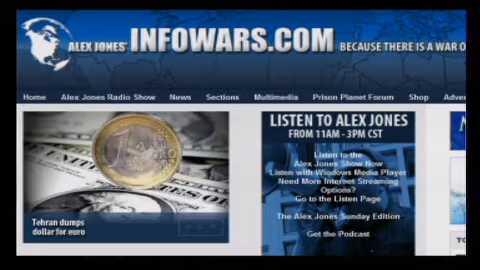 ALEX JONES' INFOWARS.COM BECAUSE THERE IS A WAR O
Home Alex Jones Radio Show News Sections Multimedia Prison Planet Forum Shop Adver
LISTEN TO ALEX JONES
FROM 11AM - 3PM CST
Listen to the
Alex Jones Show Now
Listen with Windows Media Player
Need More Internet Streaming
Options?
Go to the Listen Page
The Alex Jones Sunday Edition
Get the Podcast
Tehran dumps
dollar for euro
TO